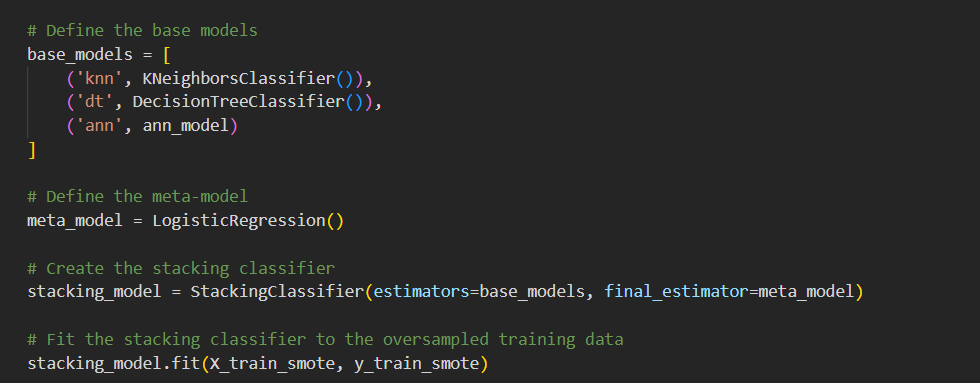 # Define the base models
base_models = [
('knn', KNeighborsClassifier()),
('dt', DecisionTreeClassifier()),
('ann', ann_model)
]
# Define the meta-model
meta_model = LogisticRegression()
# Create the stacking classifier
stacking_model = StackingClassifier(estimators=base_models, final_estimator=meta_model)
# Fit the stacking classifier to the oversampled training data
stacking_model.fit(X_train_smote, y_train_smote)